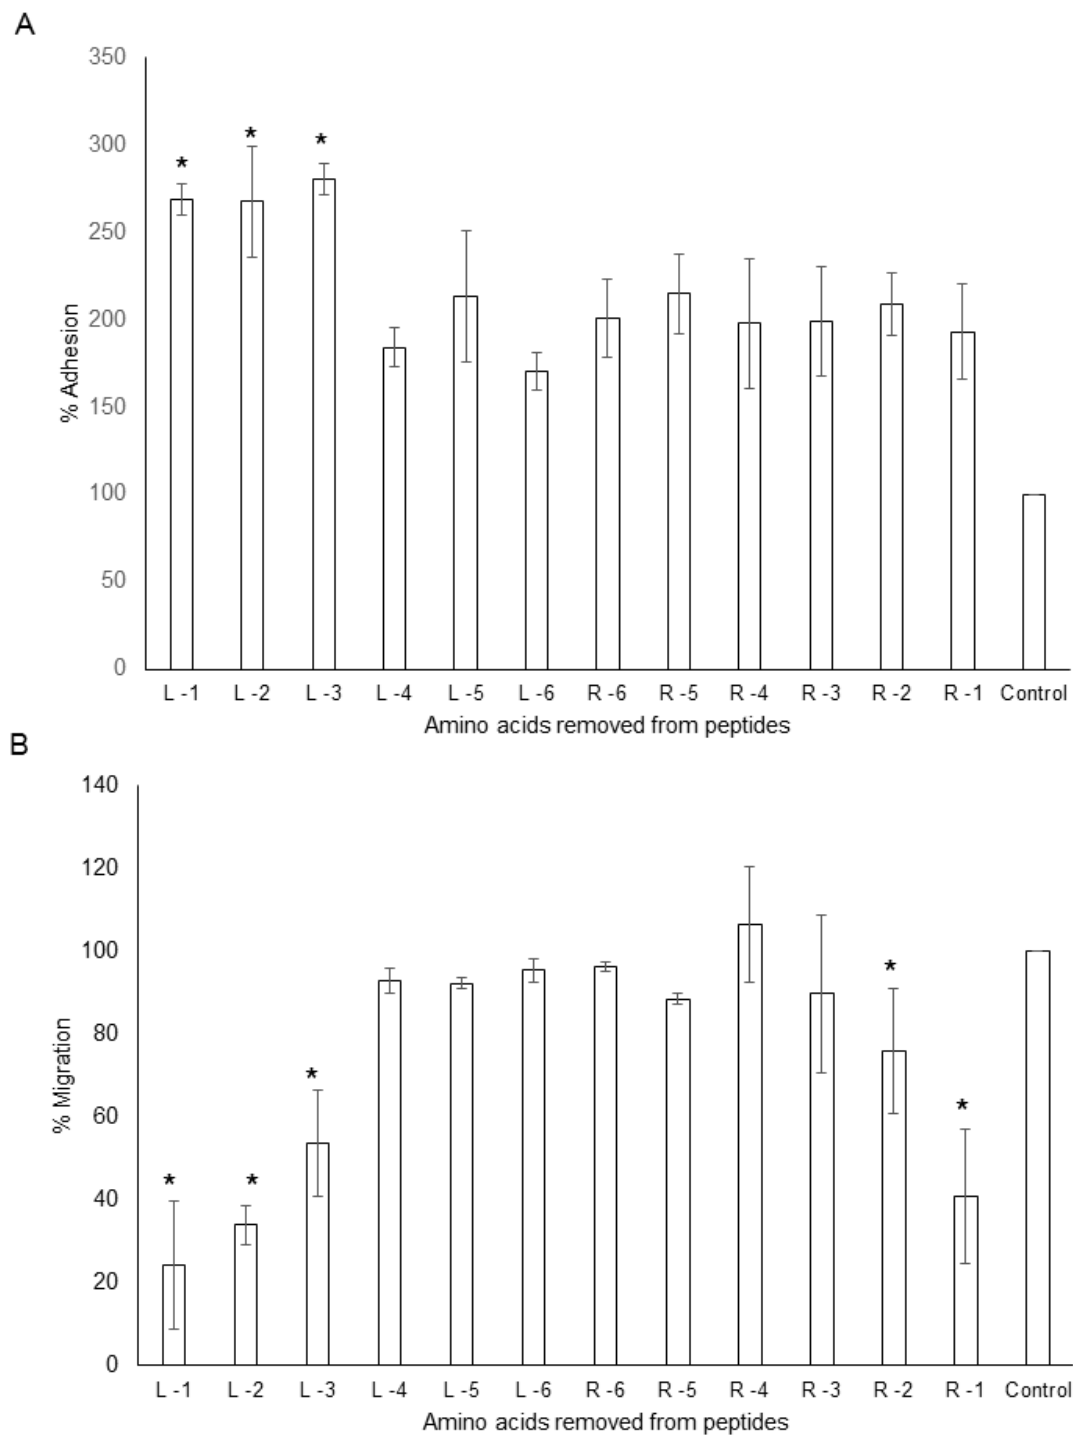 A
350
300
250
200
150
100
50
0
% Adhesion
* * *
L -1 L -2 L -3 L -4 L -5 L -6 R -6 R -5 R -4 R -3 R -2 R -1 Control
Amino acids removed from peptides
B
140
120
100
80
60
40
20
0
% Migration
* * * * *
L -1 L -2 L -3 L -4 L -5 L -6 R -6 R -5 R -4 R -3 R -2 R -1 Control
Amino acids removed from peptides